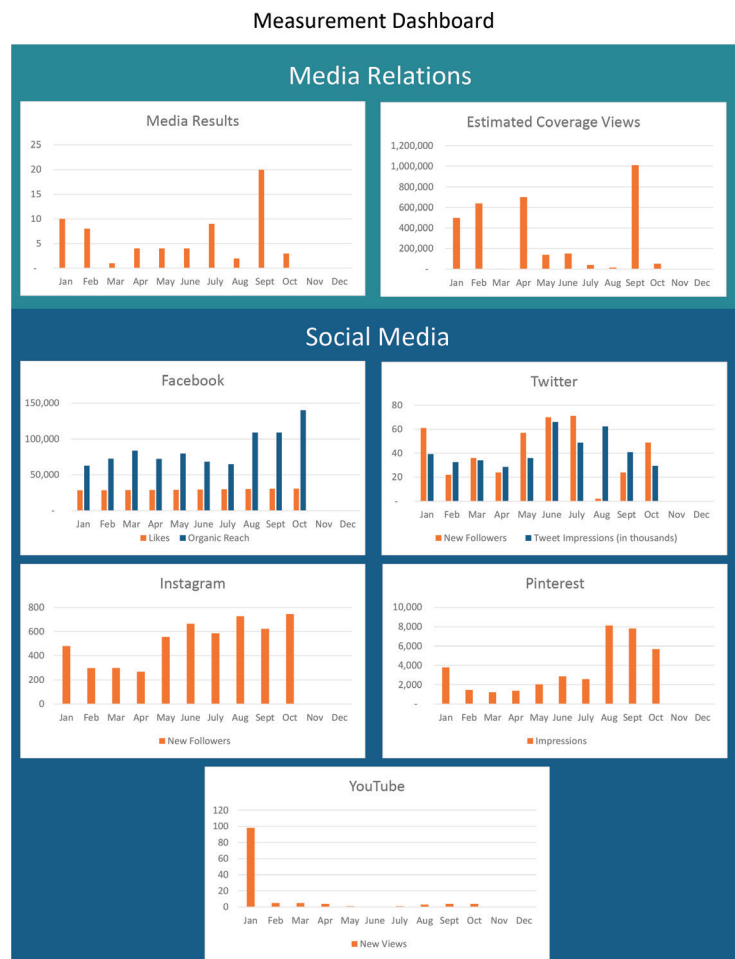 Measurement Dashboard
Media Relations
Media Results
25
20
15
10
5
-
Jan Feb Mar Apr May June July Aug Sept Oct Nov Dec
Estimated Coverage Views
1,200,000
1,000,000
800,000
600,000
400,000
200,000
-
Jan Feb Mar Apr May June July Aug Sept Oct Nov Dec
Social Media
Facebook
150,000
100,000
50,000
-
Jan Feb Mar Apr May June July Aug Sept Oct Nov Dec
Likes Organic Reach
Twitter
80
60
40
20
-
Jan Feb Mar Apr May June July Aug Sept Oct Nov Dec
New Followers Tweet Impressions (in thousands)
Instagram
800
600
400
200
0
Jan Feb Mar Apr May June July Aug Sept Oct Nov Dec
New Followers
Pinterest
10,000
8,000
6,000
4,000
2,000
-
Jan Feb Mar Apr May June July Aug Sept Oct Nov Dec
Impressions
YouTube
120
100
80
60
40
20
0
Jan Feb Mar Apr May June July Aug Sept Oct Nov Dec
New Views